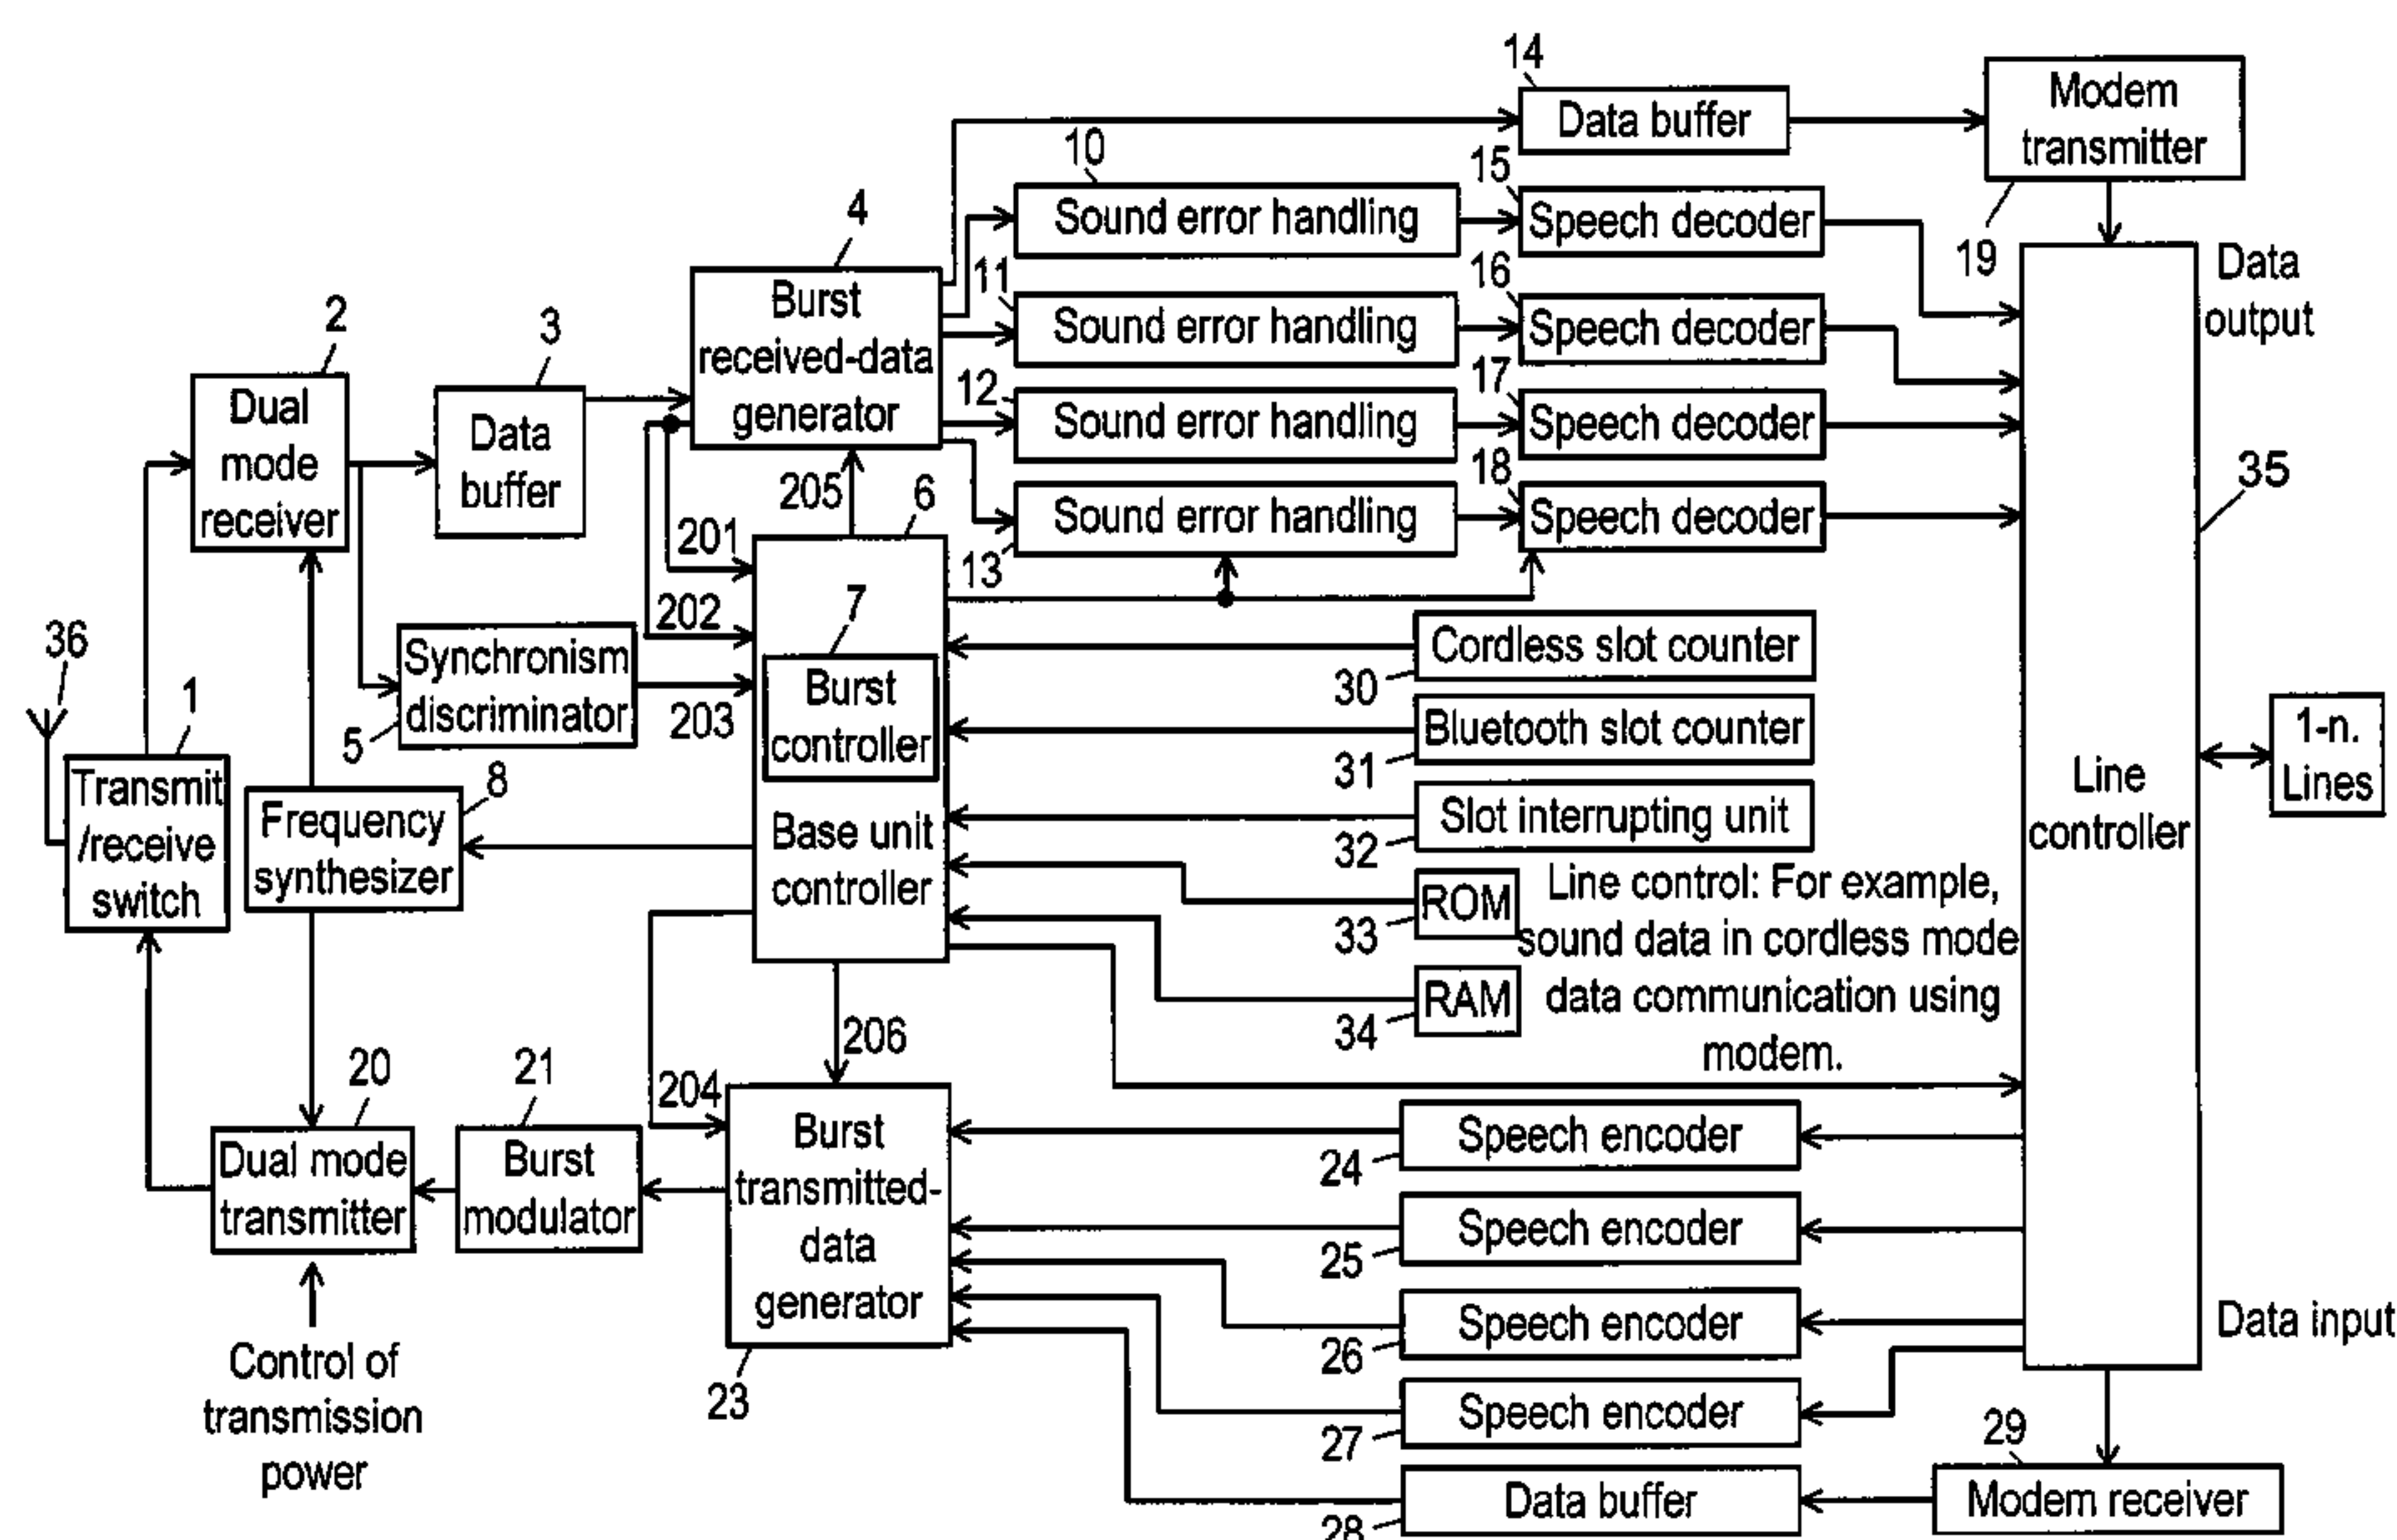 14
Data buffer
Modem
transmitter
19
10
Sound error handling
15
Speech decoder
4
Burst
received-data
generator
11
Sound error handling
16
Speech decoder
Data
output
2
Dual
mode
receiver
3
Data
buffer
12
Sound error handling
17
Speech decoder
205
6
13
Sound error handling
18
Speech decoder
35
201
202
203
7
Burst
controller
Base unit
controller
36
1
Transmit
/receive
switch
Synchronism
discriminator
5
8
Frequency
synthesizer
Cordless slot counter
30
Bluetooth slot counter
31
Slot interrupting unit
32
ROM
33
RAM
34
Line control: For example,
sound data in cordless mode
data communication using
modem.
Line
controller
1-n.
Lines
206
204
20
Dual mode
transmitter
21
Burst
modulator
Burst
transmitted-
data
generator
23
Control of
transmission
power
Speech encoder
24
Speech encoder
25
Speech encoder
26
Speech encoder
27
Data buffer
28
Data input
29
Modem receiver